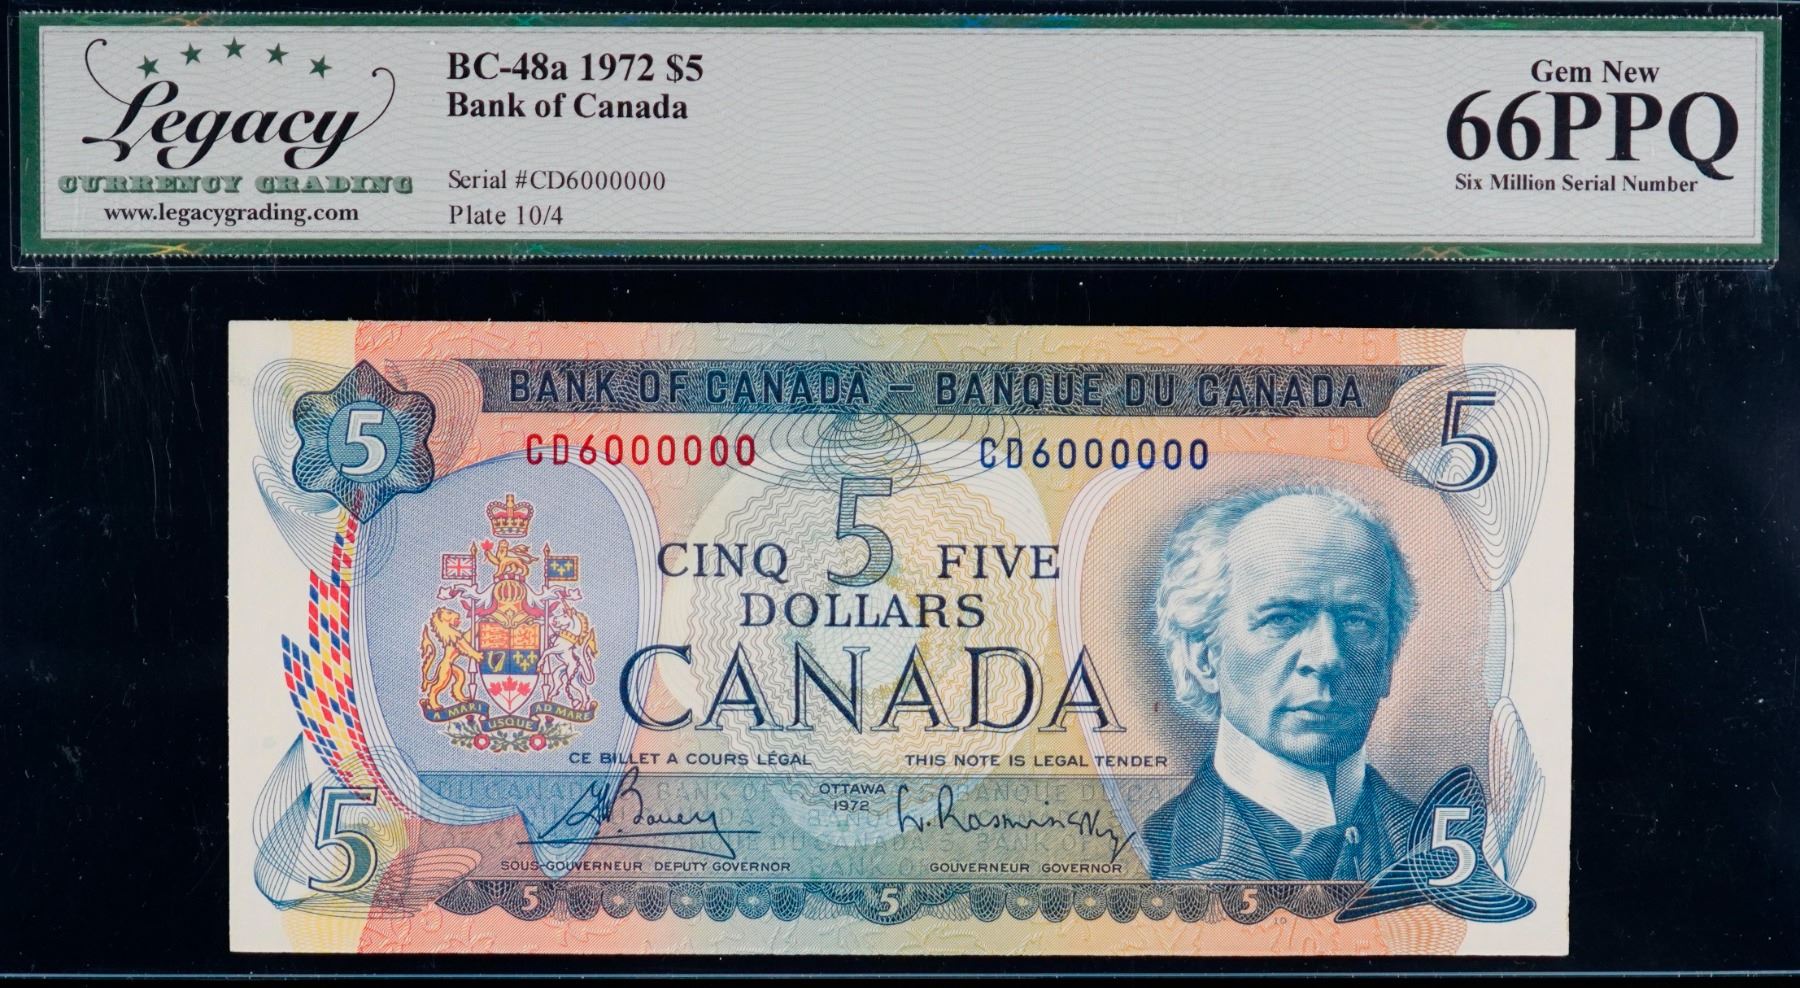 Legacy
CURRENCY GRADING
www.legacygrading.com
BC-48a 1972 $5
Bank of Canada
Serial #CD6000000
Plate 10/4
Gem New
66PPQ
Six Million Serial Number
BANK OF CANADA – BANQUE DU CANADA
5
5
CD6000000
CD6000000
CINQ 5 FIVE
DOLLARS
CANADA
A MARI USQUE AD MARE
CE BILLET A COURS LÉGAL
THIS NOTE IS LEGAL TENDER
OTTAWA
1972
SOUS-GOUVERNEUR DEPUTY GOVERNOR
GOUVERNEUR GOVERNOR
5
5
5
5
5
10